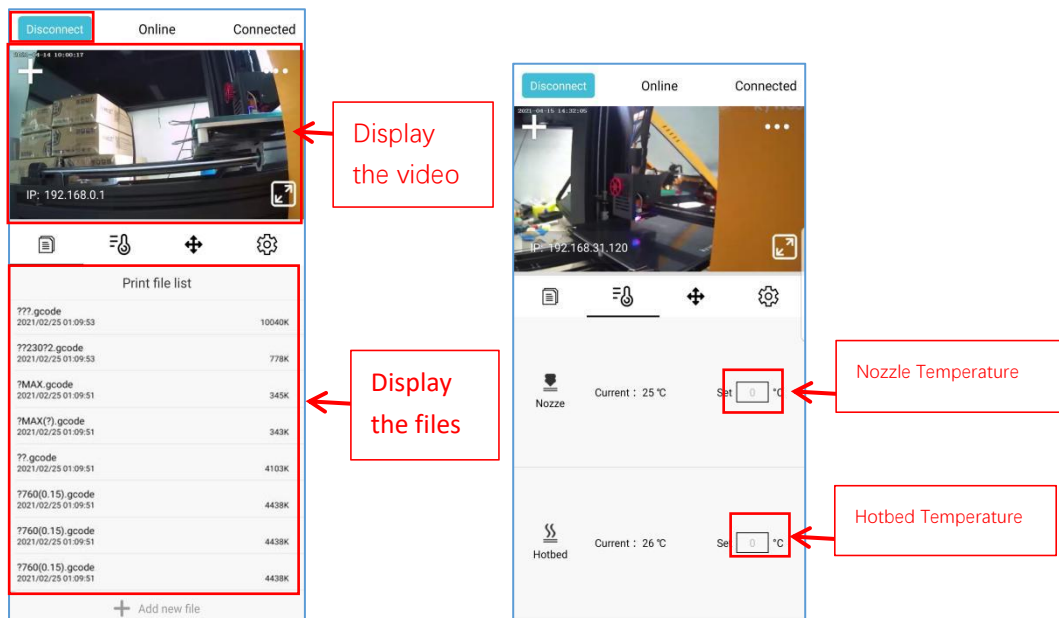 Disconnect
Online
Connected
IP: 192.168.0.1
Print file list
???.gcode
2021/02/25 01:09:53
10040K
??230?2.gcode
2021/02/25 01:09:53
778K
?MAX.gcode
2021/02/25 01:09:51
345K
?MAX(?).gcode
2021/02/25 01:09:51
343K
??.gcode
2021/02/25 01:09:51
4103K
?760(0.15).gcode
2021/02/25 01:09:51
4438K
?760(0.15).gcode
2021/02/25 01:09:51
4438K
?760(0.15).gcode
2021/02/25 01:09:51
4438K
Add new file
Display
the video
Display
the files
Disconnect
Online
Connected
2021-04-15 14:32:05
IP: 192.168.31.120
Nozze
Current : 25 ℃
Set 0 °C
Hotbed
Current : 26 ℃
Set 0 °C
Nozzle Temperature
Hotbed Temperature